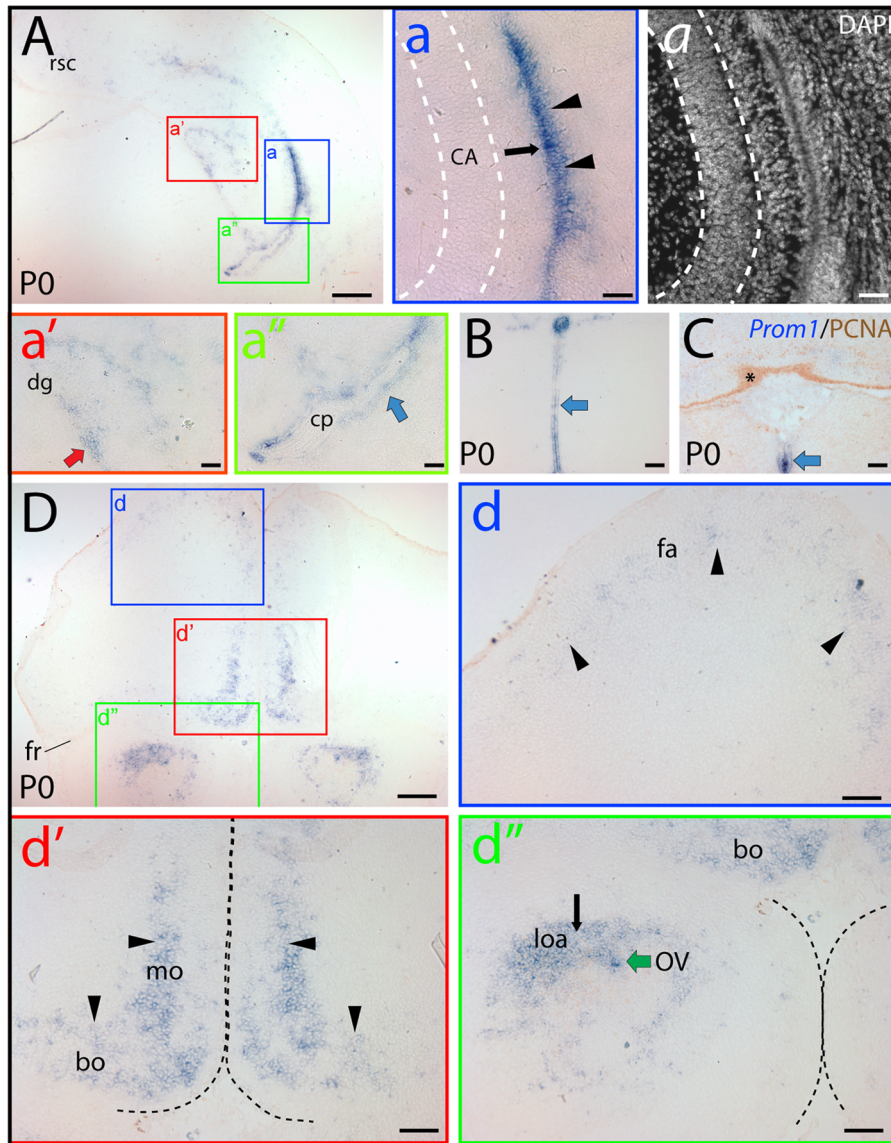 A
rsc
a'
a
a"
P0
a
CA
a
DAPI
a'
dg
a"
cp
B
P0
C
Prom1/PCNA
*
P0
D
d
d'
d"
fr
P0
d
fa
d'
mo
bo
d"
bo
loa
OV